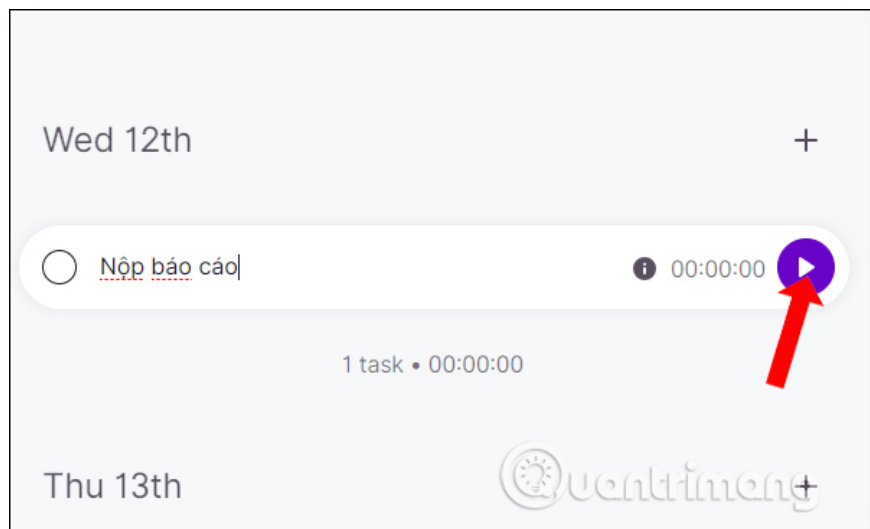 Wed 12th
Nộp báo cáo
00:00:00
1 task • 00:00:00
Thu 13th
Quantrimang